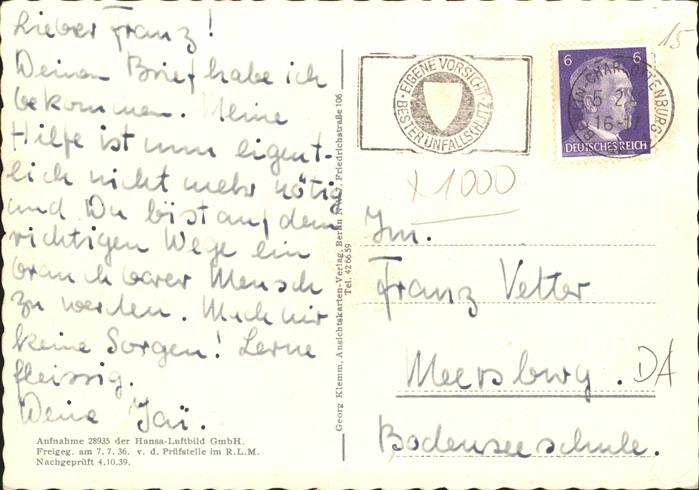 Lieber Franz!
Deinen Brief habe ich
bekommen. Meine
Hilfe ist nun eigent-
lich nicht mehr nötig
und Du bist auf dem
richtigen Wege ein
brauchbarer Mensch
zu werden. Mach mir
keine Sorgen! Lerne
fleissig.
Deine
Aufnahme 28935 der Hansa-Luftbild GmbH.
Freigeg. am 7. 7. 36. v. d. Prüfstelle im R.L.M.
Nachgeprüft 4.10.39.
Georg Klemm, Ansichtskarten-Verlag, Berlin N.W. 7, Friedrichstraße 106
Tel. 42 66 59
EIGENE VORSICHT
BESTER UNFALLSCHUTZ
6 6
DEUTSCHES REICH
BERLIN-CHARLOTTENBURG
15
x 1000
Franz Vetter
Meersburg. DA
Bodenseeschule.